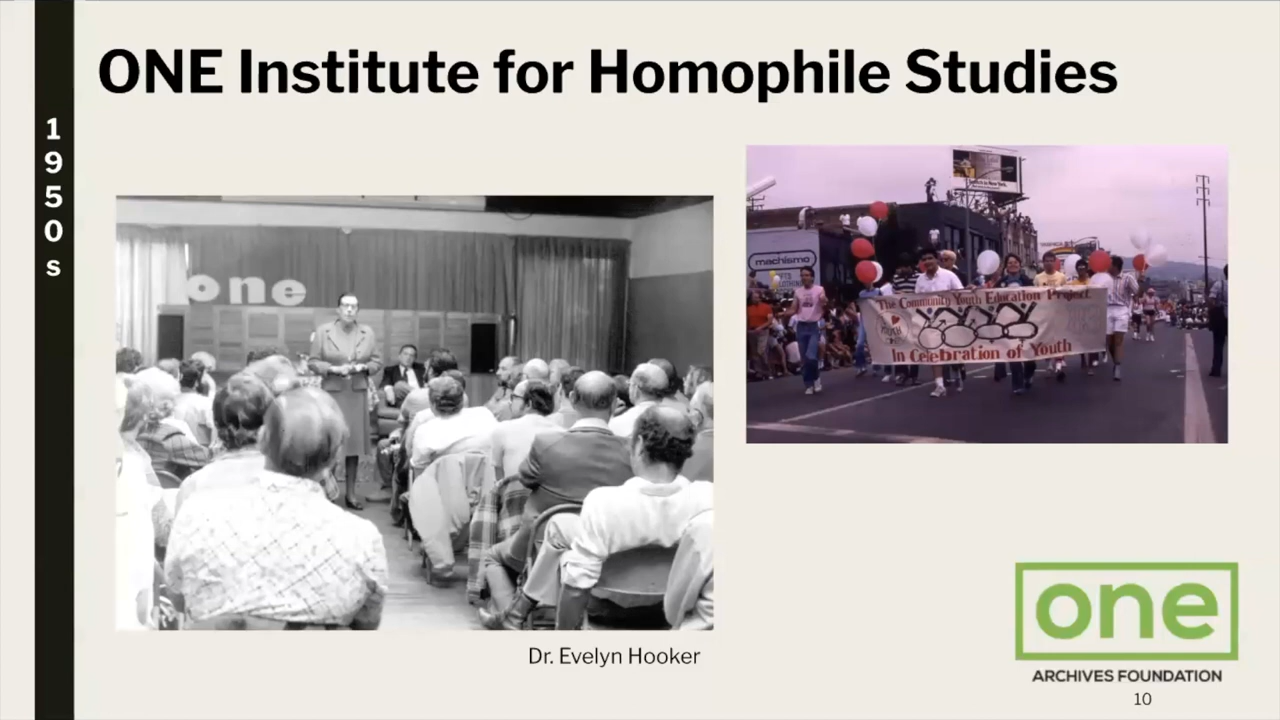 ONE Institute for Homophile Studies
1
9
5
0
s
one
machismo
The Community Youth Education Project
In Celebration of Youth
Dr. Evelyn Hooker
one
ARCHIVES FOUNDATION
10